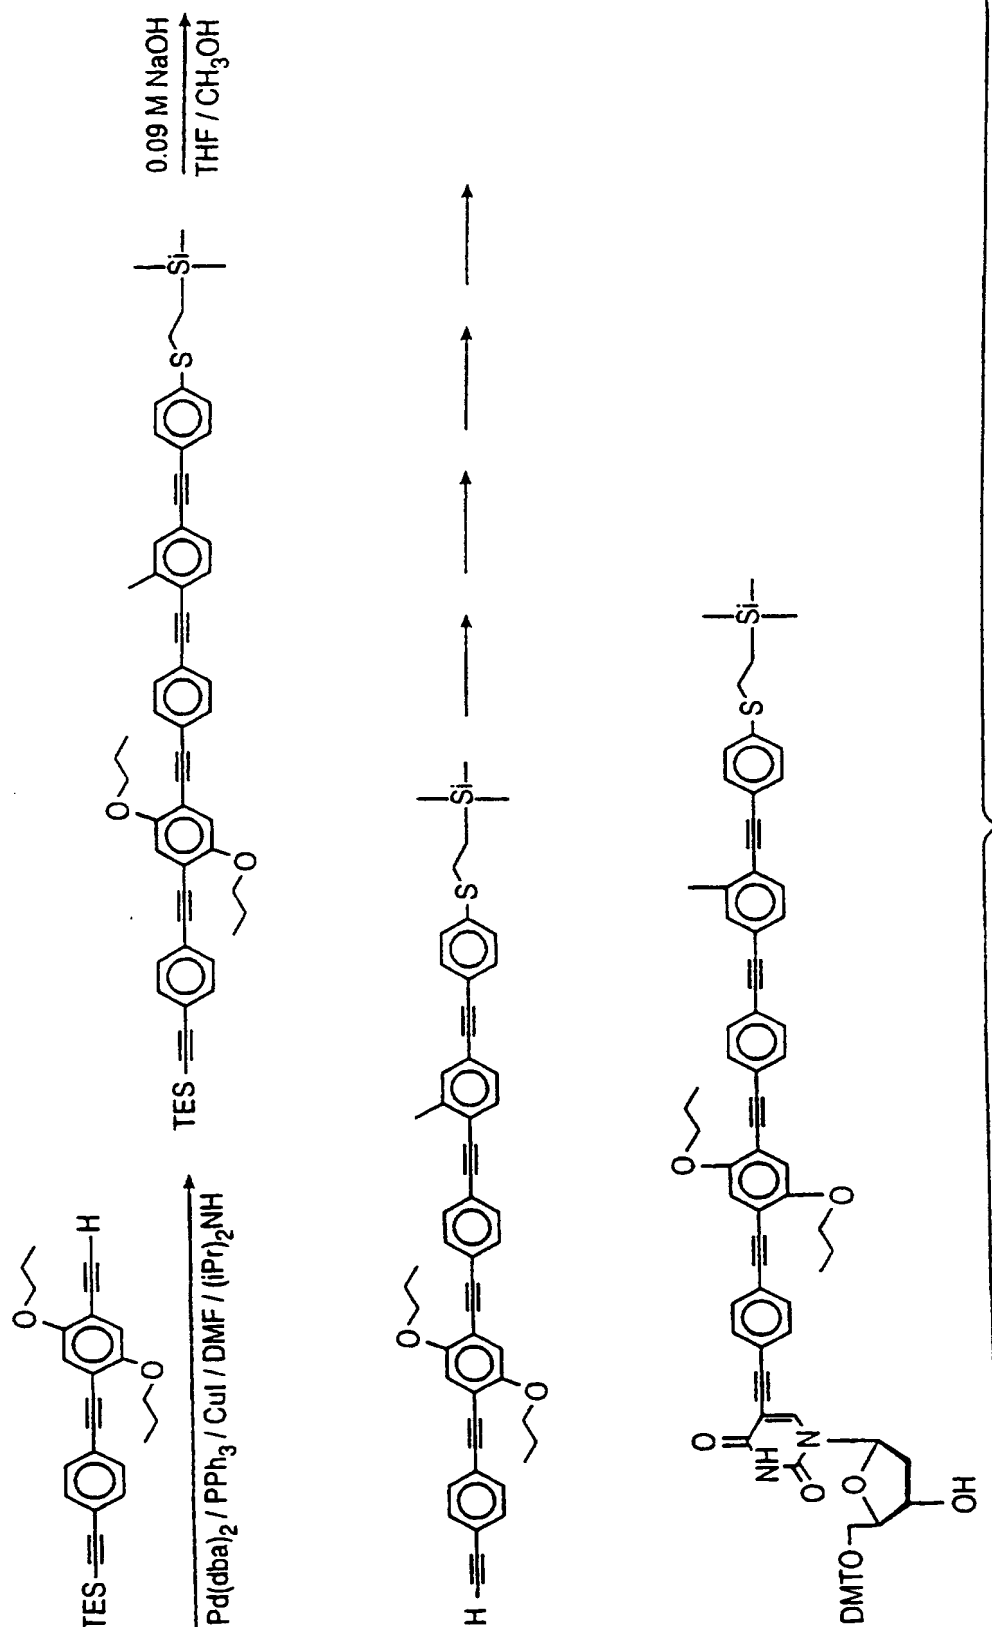 TES
O
O
H
Pd(dba)2 / PPh3 / CuI / DMF / (iPr)2NH
TES
O
O
S
Si
0.09 M NaOH
THF / CH3OH
H
O
O
S
Si
DMTO
O
OH
O
NH
O
N
O
O
S
Si